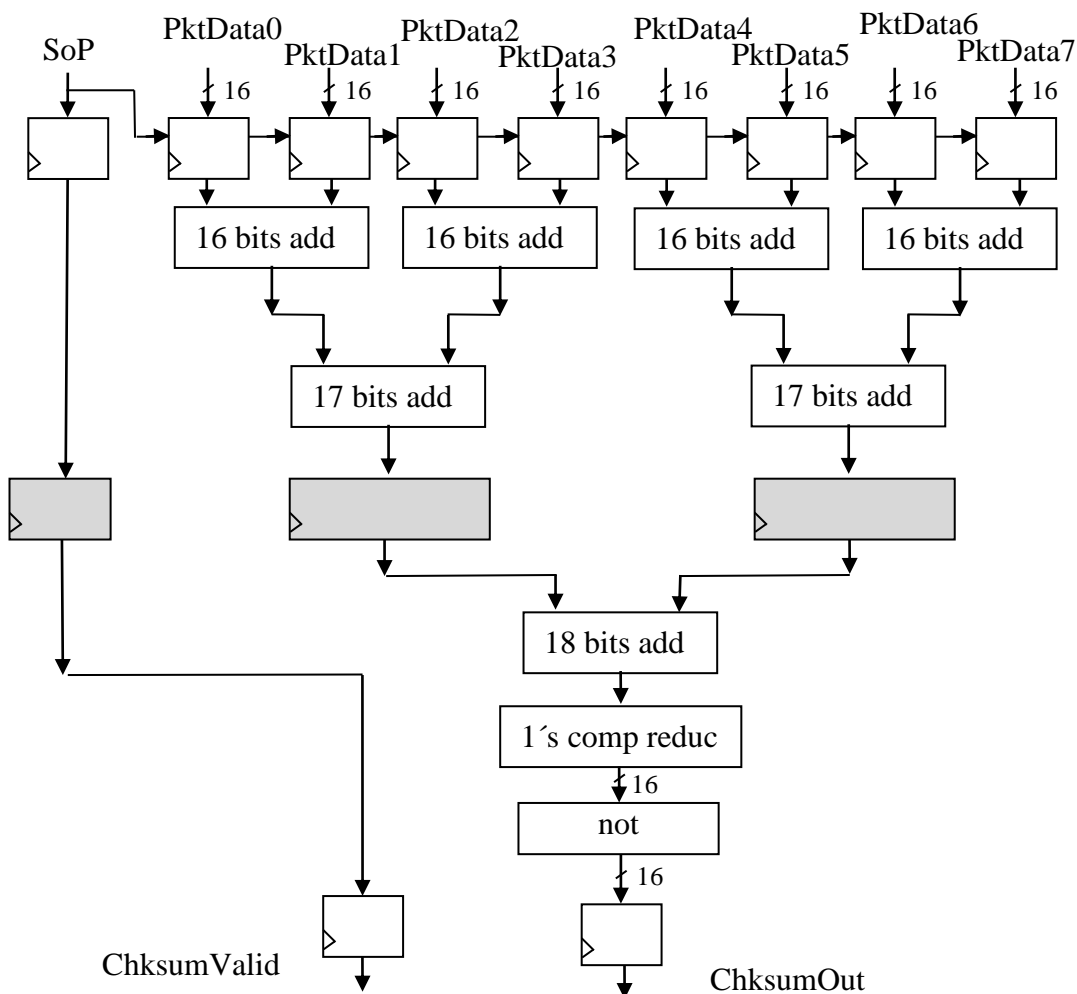 PktData0 PktData2 PktData4 PktData6
SoP PktData1 PktData3 PktData5 PktData7
16 16 16 16 16 16 16 16
16 bits add 16 bits add 16 bits add 16 bits add
17 bits add 17 bits add
18 bits add
1´s comp reduc
16
not
16
ChksumValid ChksumOut